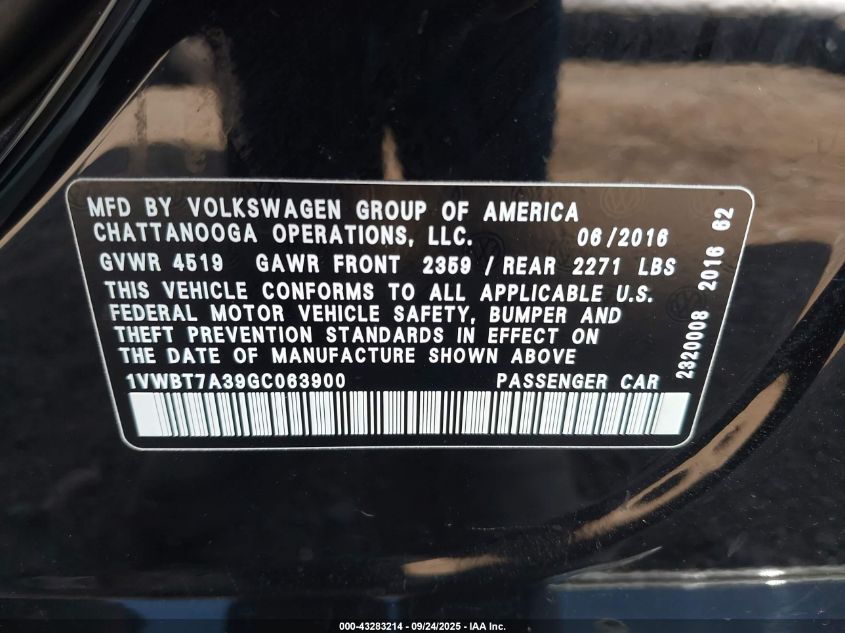 MFD BY VOLKSWAGEN GROUP OF AMERICA
CHATTANOOGA OPERATIONS, LLC. 06/2016
GVWR 4519 GAWR FRONT 2359 / REAR 2271 LBS
THIS VEHICLE CONFORMS TO ALL APPLICABLE U.S.
FEDERAL MOTOR VEHICLE SAFETY, BUMPER AND
THEFT PREVENTION STANDARDS IN EFFECT ON
THE DATE OF MANUFACTURE SHOWN ABOVE
1VWBT7A39GC063900 PASSENGER CAR
2320008 2016 62
000-43283214 - 09/24/2025 - IAA Inc.